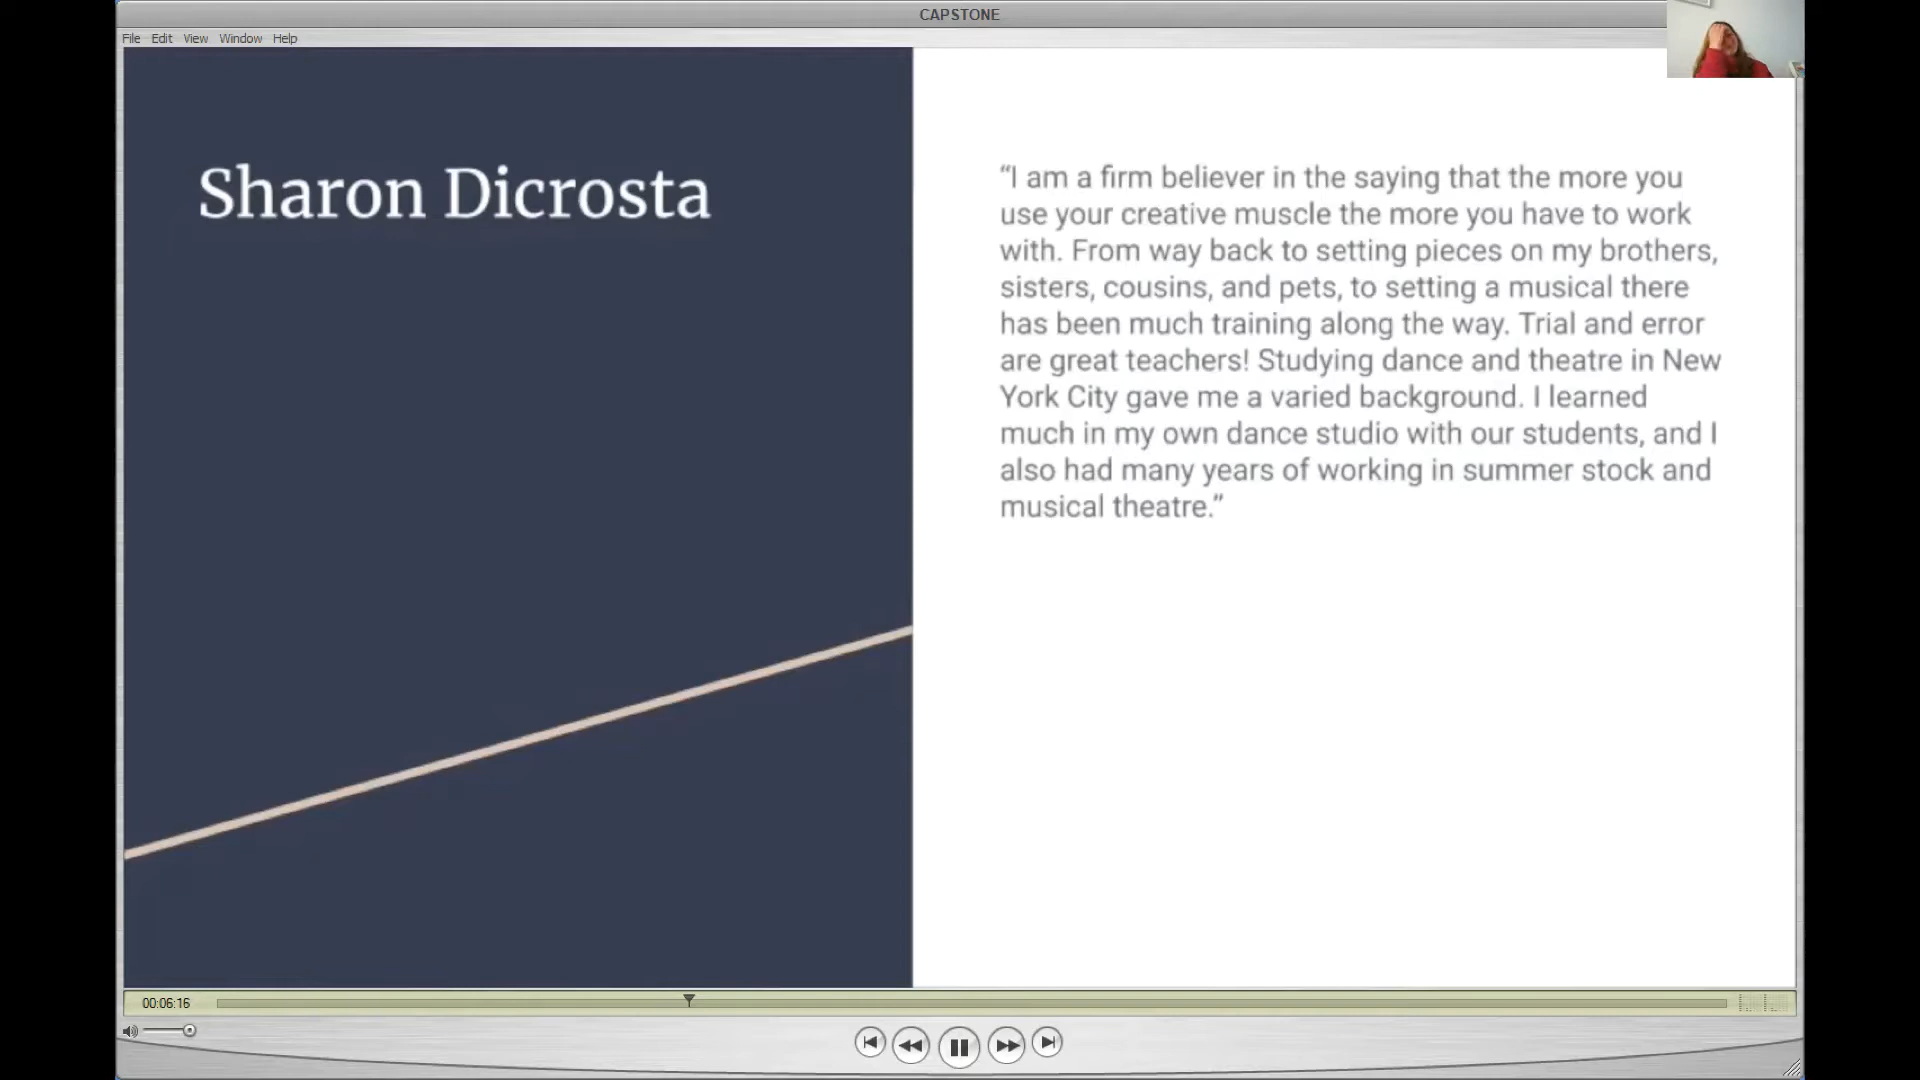 CAPSTONE
File Edit View Window Help
Sharon Dicrosta
“I am a firm believer in the saying that the more you
use your creative muscle the more you have to work
with. From way back to setting pieces on my brothers,
sisters, cousins, and pets, to setting a musical there
has been much training along the way. Trial and error
are great teachers! Studying dance and theatre in New
York City gave me a varied background. I learned
much in my own dance studio with our students, and I
also had many years of working in summer stock and
musical theatre.”
00:06:16